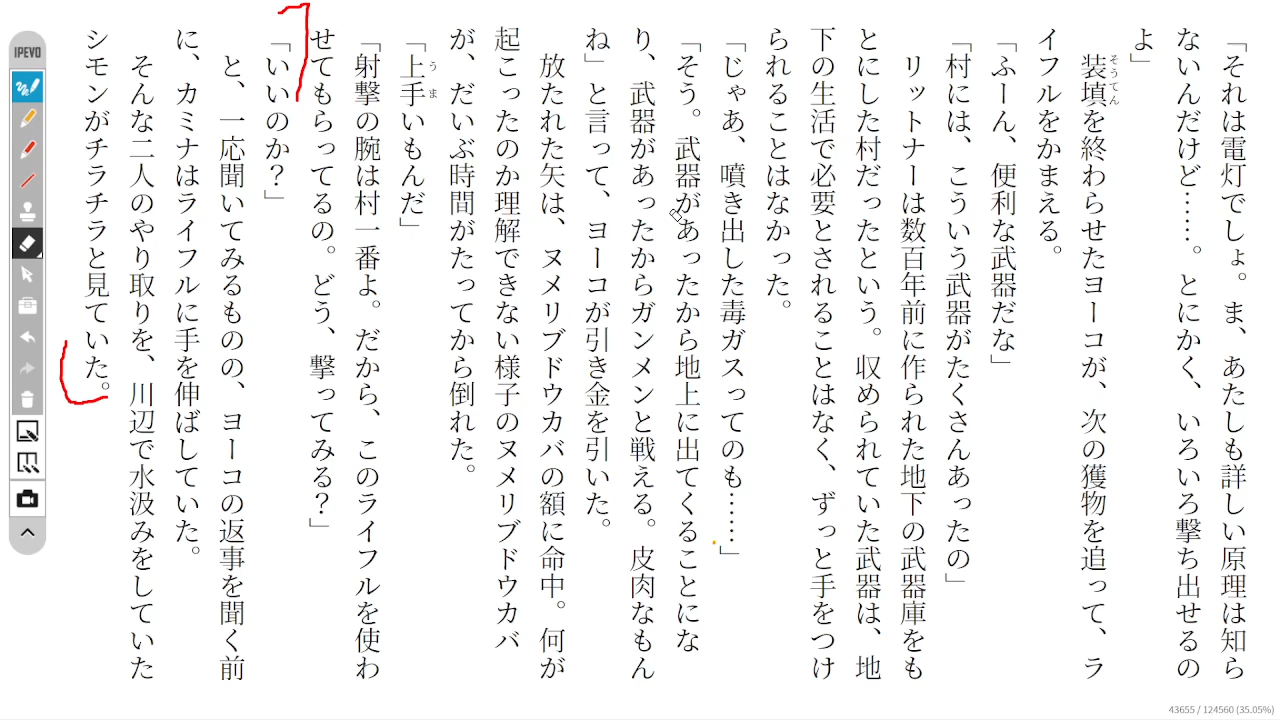 「それは電灯でしょ。ま、あたしも詳しい原理は知ら
ないんだけど……。とにかく、いろいろ撃ち出せるの
よ」
装填を終わらせたヨーコが、次の獲物を追って、ラ
そうてん
イフルをかまえる。
「ふーん、便利な武器だな」
「村には、こういう武器がたくさんあったの」
リットナーは数百年前に作られた地下の武器庫をも
とにした村だったという。収められていた武器は、地
下の生活で必要とされることはなく、ずっと手をつけ
られることはなかった。
「じゃあ、噴き出した毒ガスってのも……」
「そう。武器があったから地上に出てくることにな
り、武器があったからガンメンと戦える。皮肉なもん
ね」と言って、ヨーコが引き金を引いた。
放たれた矢は、ヌメリブドウカバの額に命中。何が
起こったのか理解できない様子のヌメリブドウカバ
が、だいぶ時間がたってから倒れた。
「上手いもんだ」
うま
「射撃の腕は村一番よ。だから、このライフルを使わ
せてもらってるの。どう、撃ってみる？」
「いいのか？」
と、一応聞いてみるものの、ヨーコの返事を聞く前
に、カミナはライフルに手を伸ばしていた。
そんな二人のやり取りを、川辺で水汲みをしていた
シモンがチラチラと見ていた。
IPEVO
43655 / 124560 (35.05%)